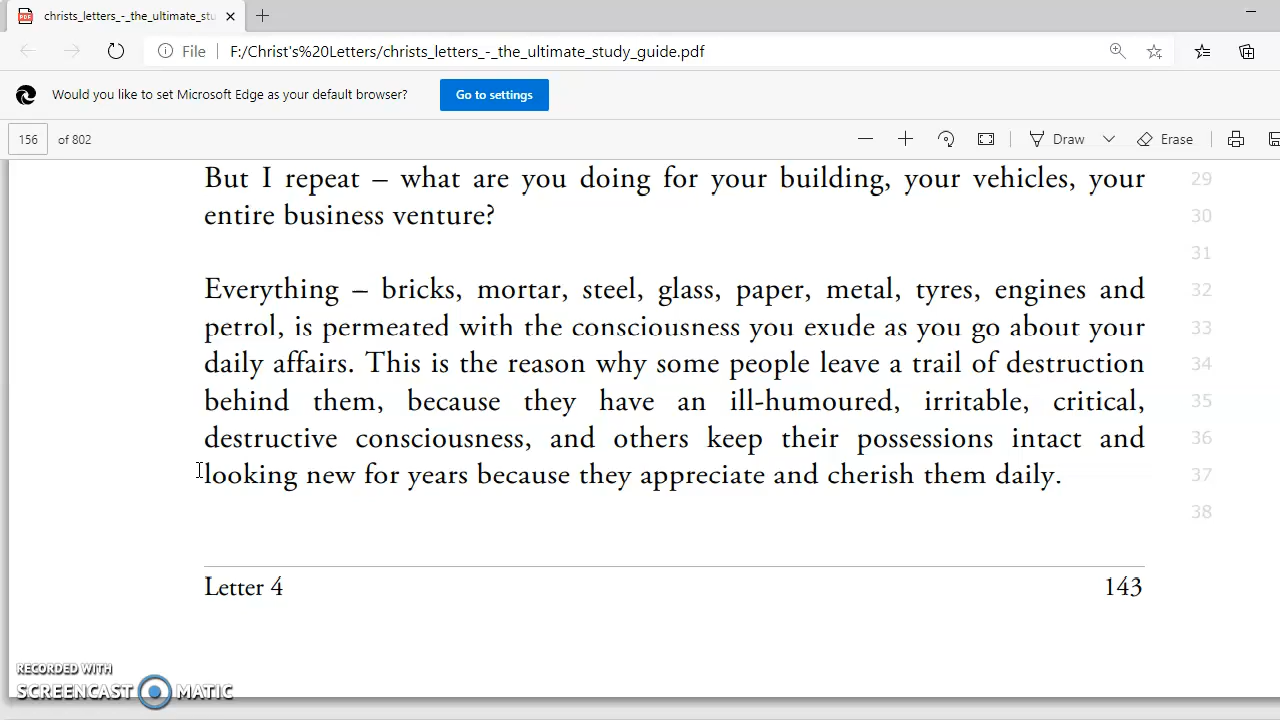 christs_letters_-_the_ultimate_stu
File F:/Christ's%20Letters/christs_letters_-_the_ultimate_study_guide.pdf
Would you like to set Microsoft Edge as your default browser? Go to settings
156 of 802 Draw Erase
But I repeat – what are you doing for your building, your vehicles, your 29
entire business venture? 30
31
Everything – bricks, mortar, steel, glass, paper, metal, tyres, engines and 32
petrol, is permeated with the consciousness you exude as you go about your 33
daily affairs. This is the reason why some people leave a trail of destruction 34
behind them, because they have an ill-humoured, irritable, critical, 35
destructive consciousness, and others keep their possessions intact and 36
looking new for years because they appreciate and cherish them daily. 37
38
Letter 4 143
RECORDED WITH
SCREENCAST MATIC